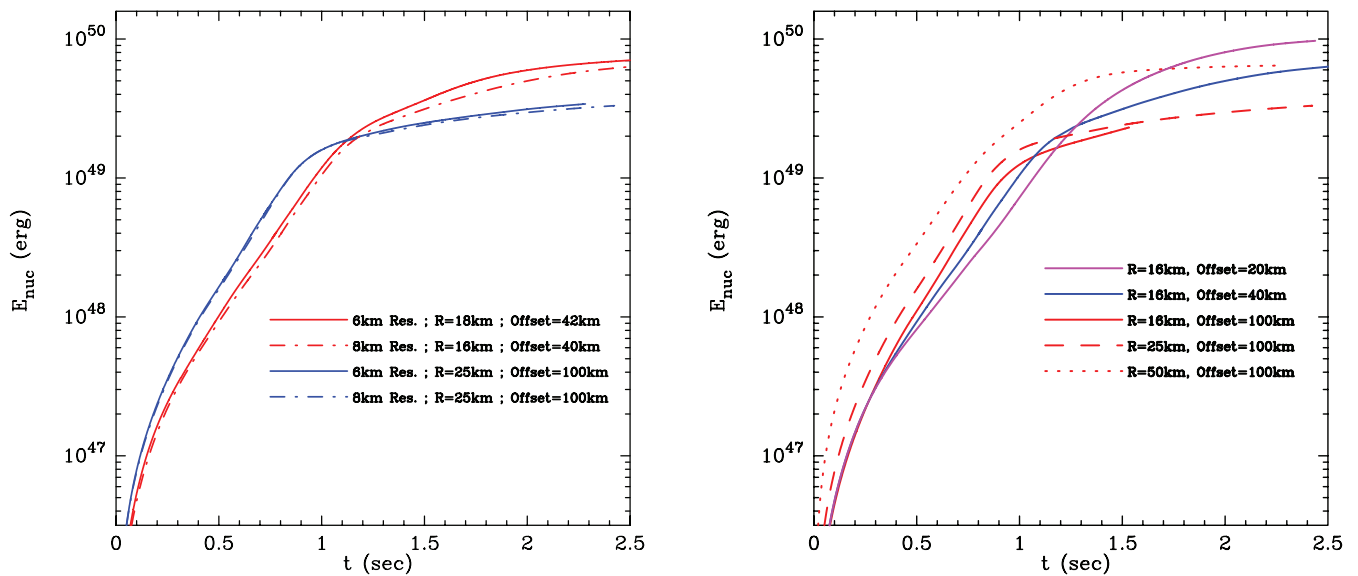 10^50
10^49
10^48
10^47
E_nuc (erg)
6km Res. ; R=18km ; Offset=42km
8km Res. ; R=16km ; Offset=40km
6km Res. ; R=25km ; Offset=100km
8km Res. ; R=25km ; Offset=100km
0 0.5 1 1.5 2 2.5
t (sec)
10^50
10^49
10^48
10^47
E_nuc (erg)
R=16km, Offset=20km
R=16km, Offset=40km
R=16km, Offset=100km
R=25km, Offset=100km
R=50km, Offset=100km
0 0.5 1 1.5 2 2.5
t (sec)